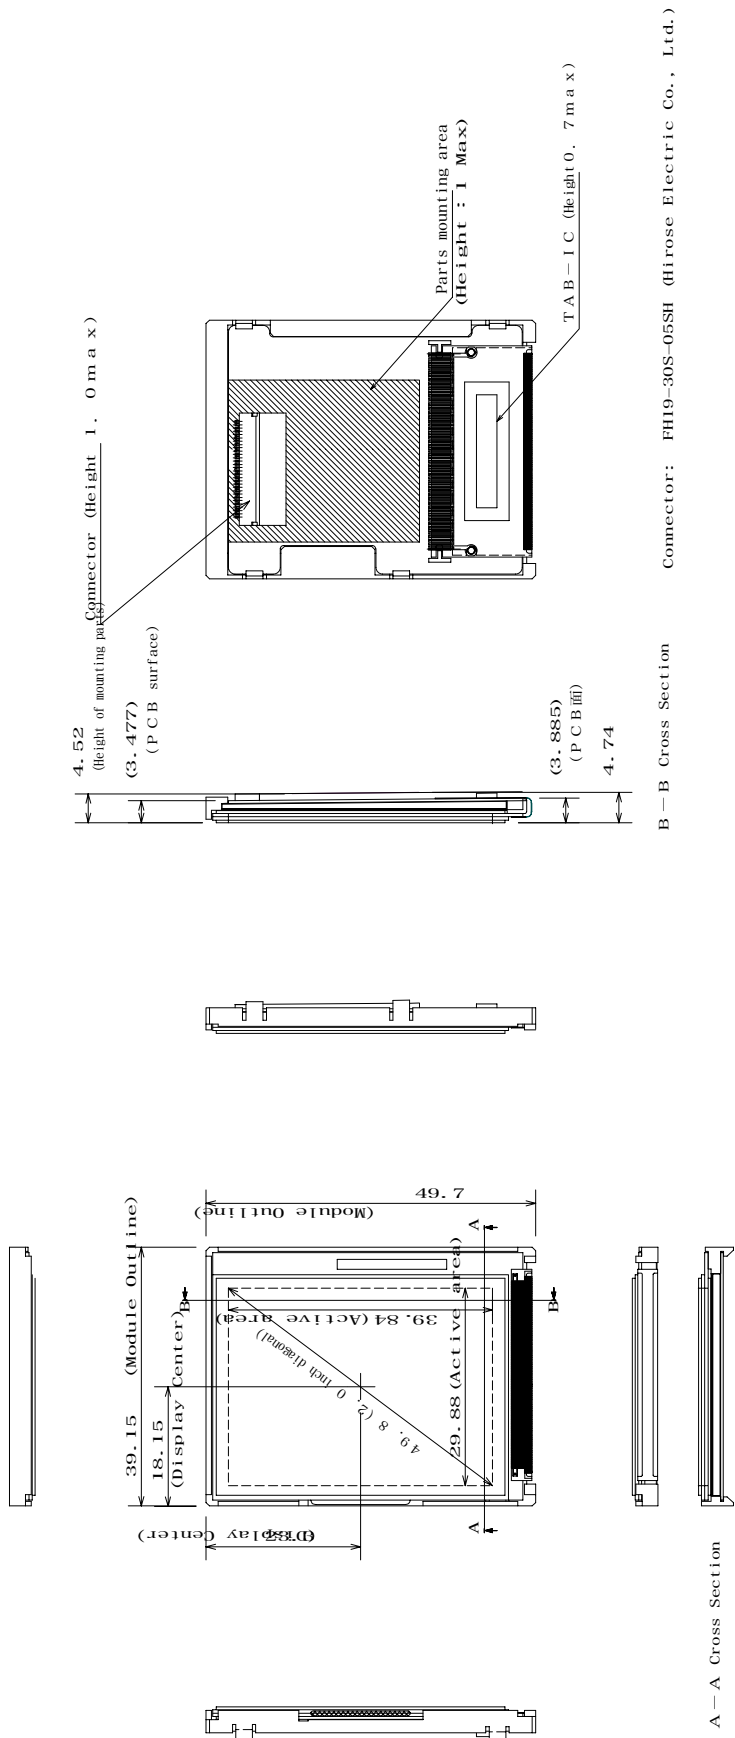 Connector (Height 1. 0max)
4.52
(Height of mounting parts)
(3.477)
(PCB surface)
Parts mounting area
(Height : 1 Max)
TAB-IC (Height 0. 7max)
(3.885)
(PCB面)
4.74
B-B Cross Section
Connector: FH19-30S-05SH (Hirose Electric Co., Ltd.)
39.15 (Module Outline)
18.15
(Display Center)
49.7
(Module Outline)
A
B
39.84 (Active area)
49. 8 (2. 0 inch diagonal)
29.88 (Active area)
B
A
(Display Center)
A-A Cross Section